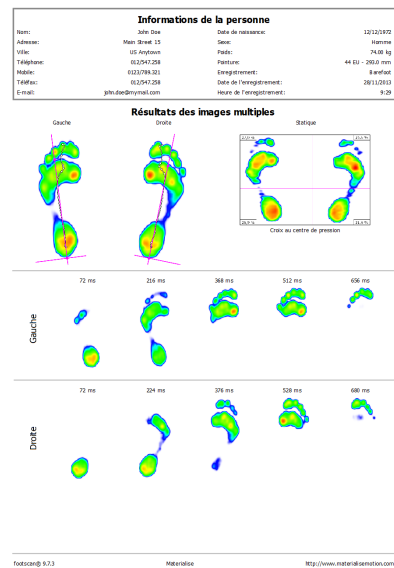 Informations de la personne
Nom: John Doe Date de naissance: 12/12/1972
Adresse: Main Street 15 Sexe: Homme
Ville: US Anytown Poids: 74,00 kg
Téléphone: 012/547.258 Pointure: 44 EU - 293.0 mm
Mobile: 0123/789.321 Enregistrement: Barefoot
Téléfax: 012/547.258 Date de l'enregistrement: 28/11/2013
E-mail: john.doe@mymail.com Heure de l'enregistrement: 9:29
Résultats des images multiples
Gauche Droite Statique
Croix au centre de pression
Gauche
72 ms 216 ms 368 ms 512 ms 656 ms
Droite
72 ms 224 ms 376 ms 528 ms 680 ms
footscan® 9.7.3 Materialise http://www.materialisemotion.com/